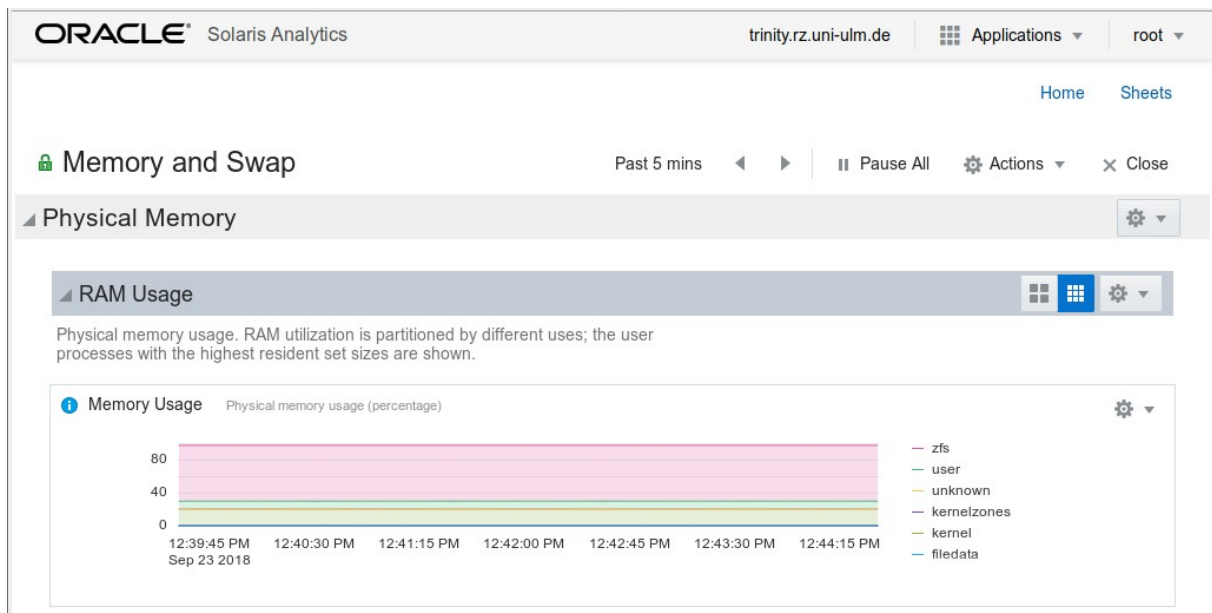 ORACLE® Solaris Analytics trinity.rz.uni-ulm.de Applications root
Home Sheets
Memory and Swap Past 5 mins Pause All Actions Close
Physical Memory
RAM Usage
Physical memory usage. RAM utilization is partitioned by different uses; the user
processes with the highest resident set sizes are shown.
Memory Usage Physical memory usage (percentage)
80
40
0
12:39:45 PM 12:40:30 PM 12:41:15 PM 12:42:00 PM 12:42:45 PM 12:43:30 PM 12:44:15 PM
Sep 23 2018
zfs
user
unknown
kernelzones
kernel
filedata